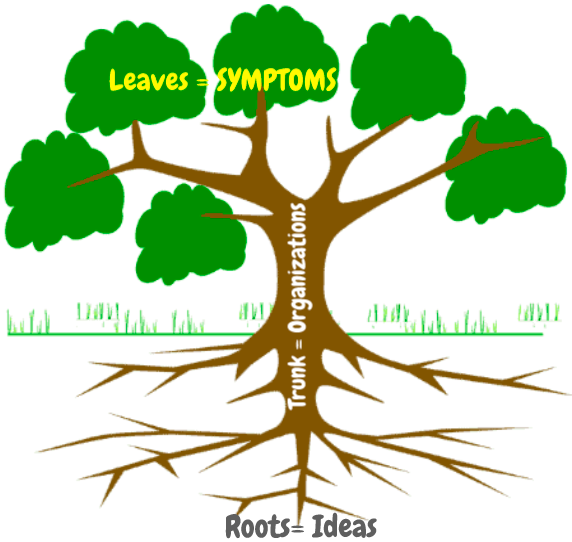 Leaves = SYMPTOMS
Trunk = Organizations
Roots= Ideas